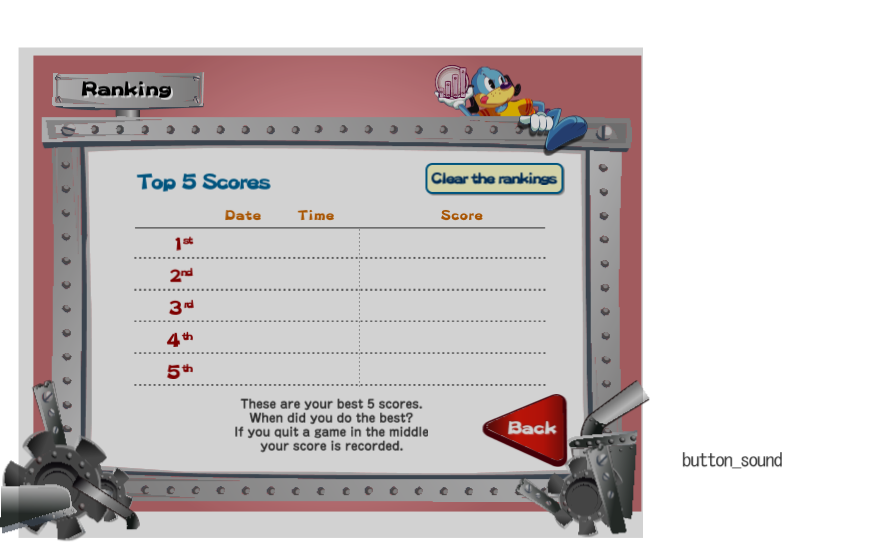 Ranking
Top 5 Scores
Clear the rankings
Date Time Score
1st
2nd
3rd
4th
5th
These are your best 5 scores.
When did you do the best?
If you quit a game in the middle
your score is recorded.
Back
button_sound